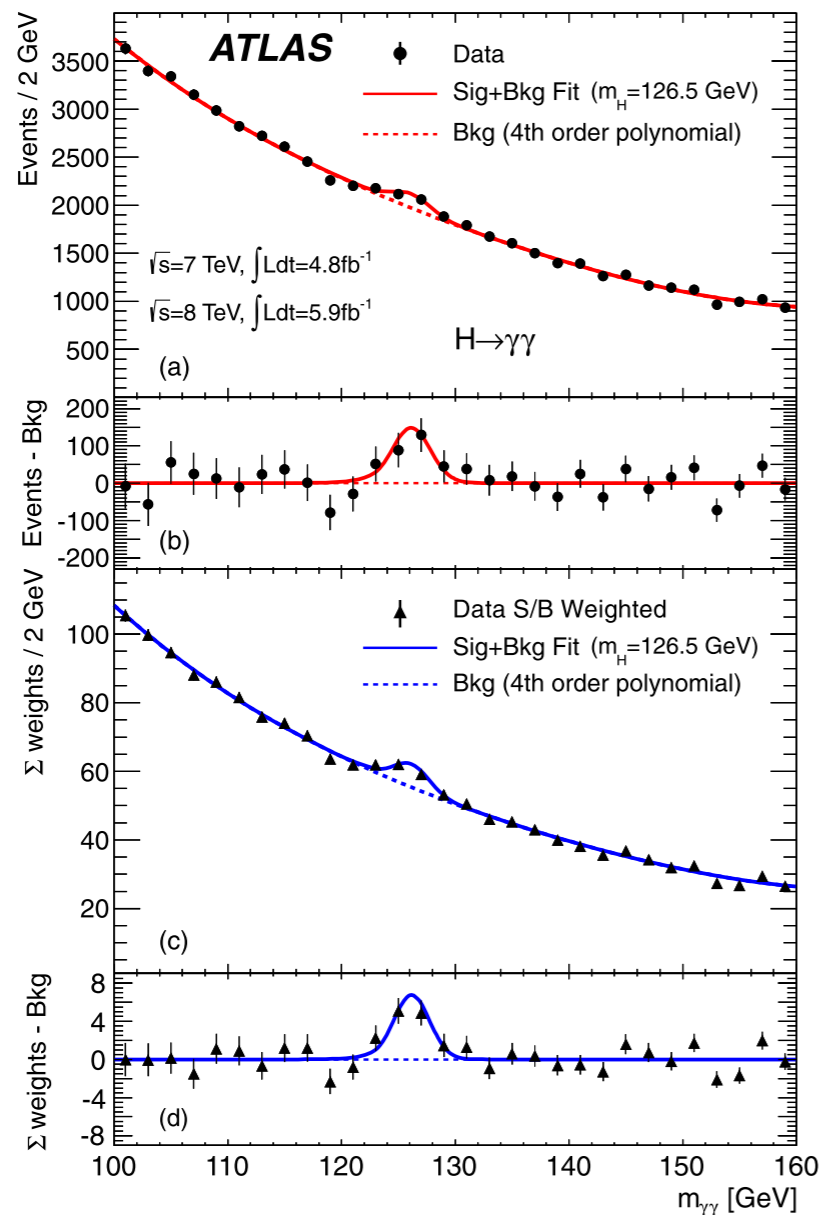 ATLAS
Data
Sig+Bkg Fit (m_H=126.5 GeV)
Bkg (4th order polynomial)
Events / 2 GeV
3500
3000
2500
2000
1500
1000
500
√s=7 TeV, ∫Ldt=4.8fb⁻¹
√s=8 TeV, ∫Ldt=5.9fb⁻¹
H→γγ
(a)
Events - Bkg
200
100
0
-100
-200
(b)
Σ weights / 2 GeV
100
80
60
40
20
Data S/B Weighted
Sig+Bkg Fit (m_H=126.5 GeV)
Bkg (4th order polynomial)
(c)
Σ weights - Bkg
8
4
0
-4
-8
(d)
100 110 120 130 140 150 160
m_γγ [GeV]